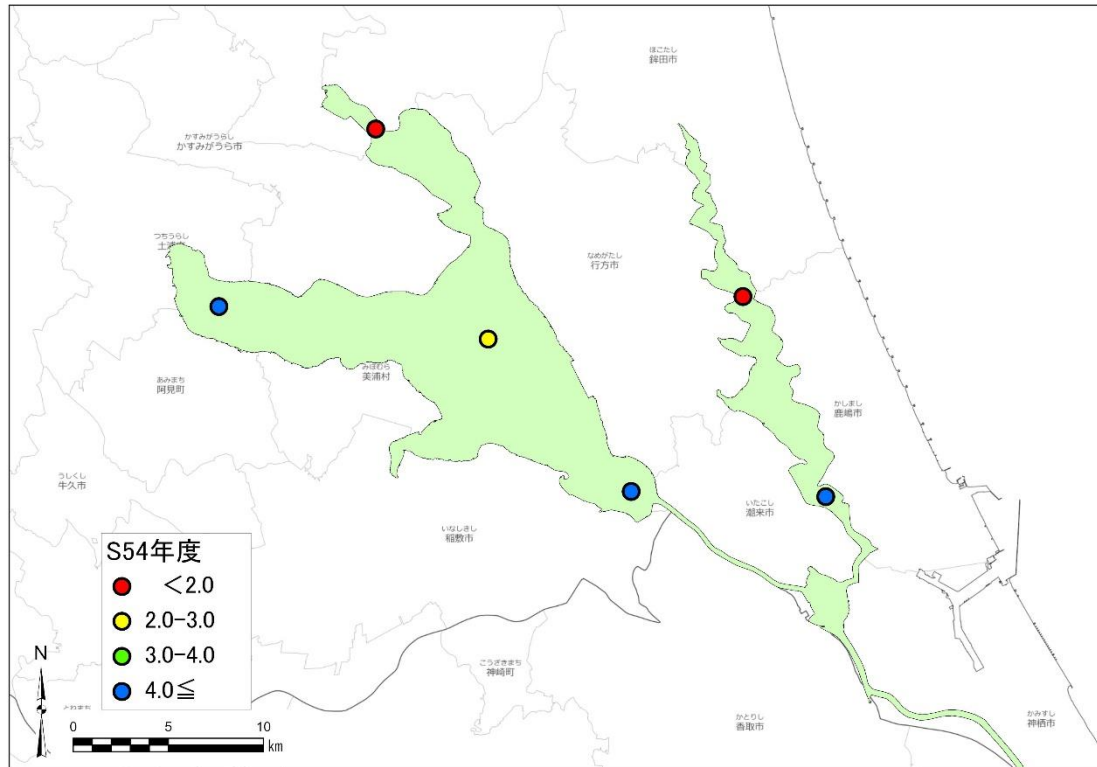 ほこたし
鉾田市
かすみがうらし
かすみがうら市
つちうらし
土浦市
なめがたし
行方市
みほむら
美浦村
あみまち
阿見町
かしまし
鹿嶋市
うしくし
牛久市
いたこし
潮来市
いなしきし
稲敷市
S54年度
<2.0
2.0-3.0
3.0-4.0
4.0≦
N
こうざきまち
神崎町
とねまち
かとりし
香取市
かみすし
神栖市
0 5 10
km